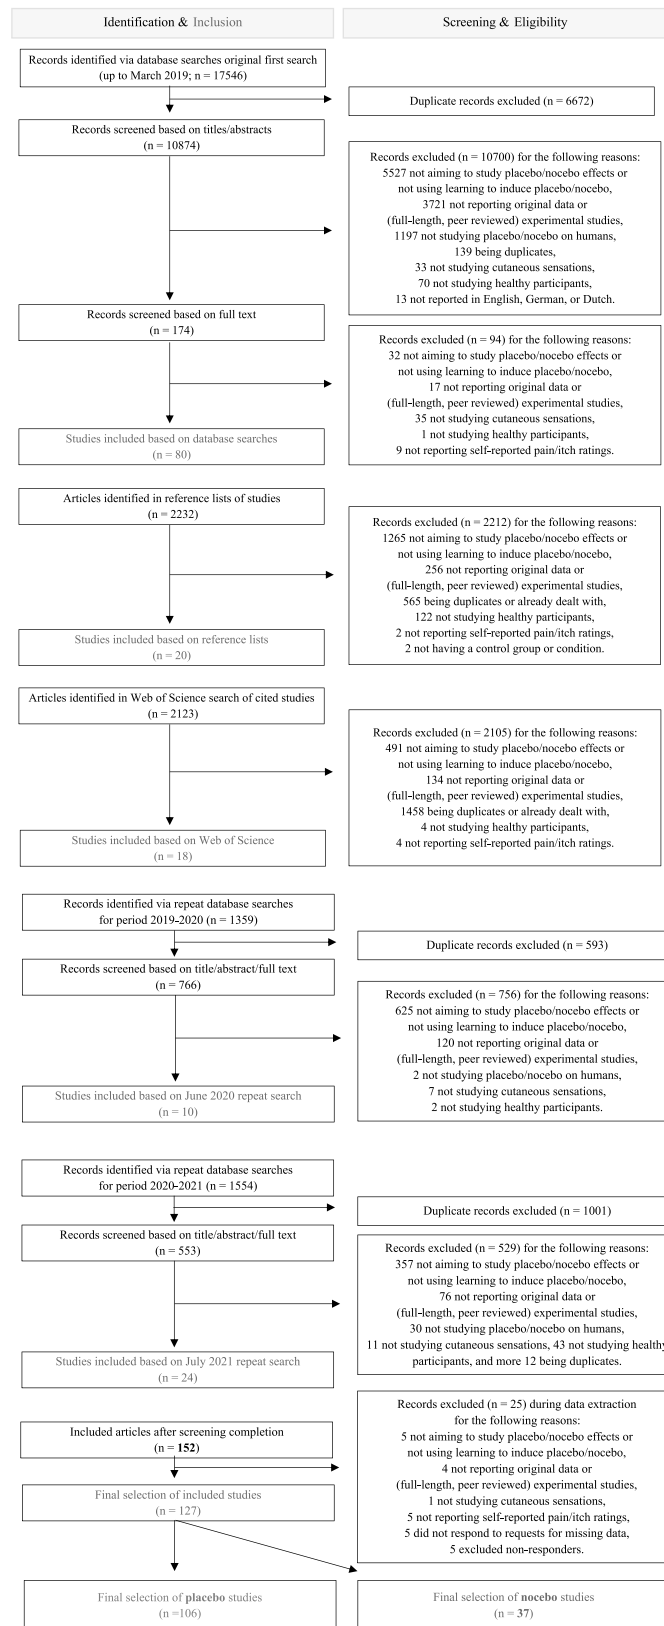 Identification & Inclusion
Screening & Eligibility
Records identified via database searches original first search
(up to March 2019; n = 17546)
Duplicate records excluded (n = 6672)
Records screened based on titles/abstracts
(n = 10874)
Records excluded (n = 10700) for the following reasons:
5527 not aiming to study placebo/nocebo effects or
not using learning to induce placebo/nocebo,
3721 not reporting original data or
(full-length, peer reviewed) experimental studies,
1197 not studying placebo/nocebo on humans,
139 being duplicates,
33 not studying cutaneous sensations,
70 not studying healthy participants,
13 not reported in English, German, or Dutch.
Records screened based on full text
(n = 174)
Records excluded (n = 94) for the following reasons:
32 not aiming to study placebo/nocebo effects or
not using learning to induce placebo/nocebo,
17 not reporting original data or
(full-length, peer reviewed) experimental studies,
35 not studying cutaneous sensations,
1 not studying healthy participants,
9 not reporting self-reported pain/itch ratings.
Studies included based on database searches
(n = 80)
Articles identified in reference lists of studies
(n = 2232)
Records excluded (n = 2212) for the following reasons:
1265 not aiming to study placebo/nocebo effects or
not using learning to induce placebo/nocebo,
256 not reporting original data or
(full-length, peer reviewed) experimental studies,
565 being duplicates or already dealt with,
122 not studying healthy participants,
2 not reporting self-reported pain/itch ratings,
2 not having a control group or condition.
Studies included based on reference lists
(n = 20)
Articles identified in Web of Science search of cited studies
(n = 2123)
Records excluded (n = 2105) for the following reasons:
491 not aiming to study placebo/nocebo effects or
not using learning to induce placebo/nocebo,
134 not reporting original data or
(full-length, peer reviewed) experimental studies,
1458 being duplicates or already dealt with,
4 not studying healthy participants,
4 not reporting self-reported pain/itch ratings.
Studies included based on Web of Science
(n = 18)
Records identified via repeat database searches
for period 2019-2020 (n = 1359)
Duplicate records excluded (n = 593)
Records screened based on title/abstract/full text
(n = 766)
Records excluded (n = 756) for the following reasons:
625 not aiming to study placebo/nocebo effects or
not using learning to induce placebo/nocebo,
120 not reporting original data or
(full-length, peer reviewed) experimental studies,
2 not studying placebo/nocebo on humans,
7 not studying cutaneous sensations,
2 not studying healthy participants.
Studies included based on June 2020 repeat search
(n = 10)
Records identified via repeat database searches
for period 2020-2021 (n = 1554)
Duplicate records excluded (n = 1001)
Records screened based on title/abstract/full text
(n = 553)
Records excluded (n = 529) for the following reasons:
357 not aiming to study placebo/nocebo effects or
not using learning to induce placebo/nocebo,
76 not reporting original data or
(full-length, peer reviewed) experimental studies,
30 not studying placebo/nocebo on humans,
11 not studying cutaneous sensations, 43 not studying healthy
participants, and more 12 being duplicates.
Studies included based on July 2021 repeat search
(n = 24)
Included articles after screening completion
(n = 152)
Records excluded (n = 25) during data extraction
for the following reasons:
5 not aiming to study placebo/nocebo effects or
not using learning to induce placebo/nocebo,
4 not reporting original data or
(full-length, peer reviewed) experimental studies,
1 not studying cutaneous sensations,
5 not reporting self-reported pain/itch ratings,
5 did not respond to requests for missing data,
5 excluded non-responders.
Final selection of included studies
(n = 127)
Final selection of placebo studies
(n =106)
Final selection of nocebo studies
(n = 37)